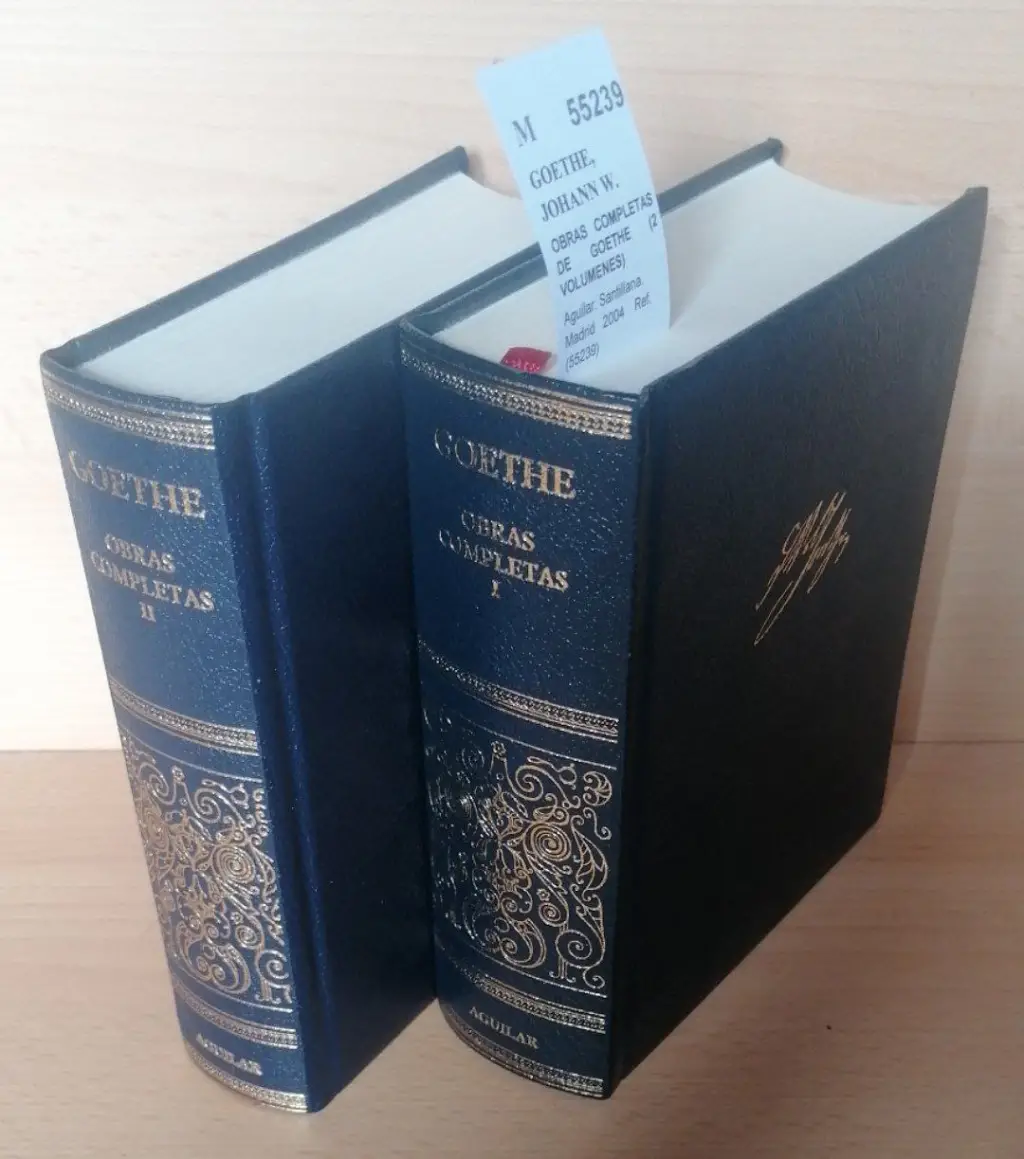 M 55239
GOETHE,
JOHANN W.
OBRAS COMPLETAS
DE GOETHE (2
VOLUMENES)
Aguilar. Santillana.
Madrid 2004 Ref.
(55239)
GOETHE
OBRAS
COMPLETAS
II
AGUILAR
GOETHE
OBRAS
COMPLETAS
I
AGUILAR